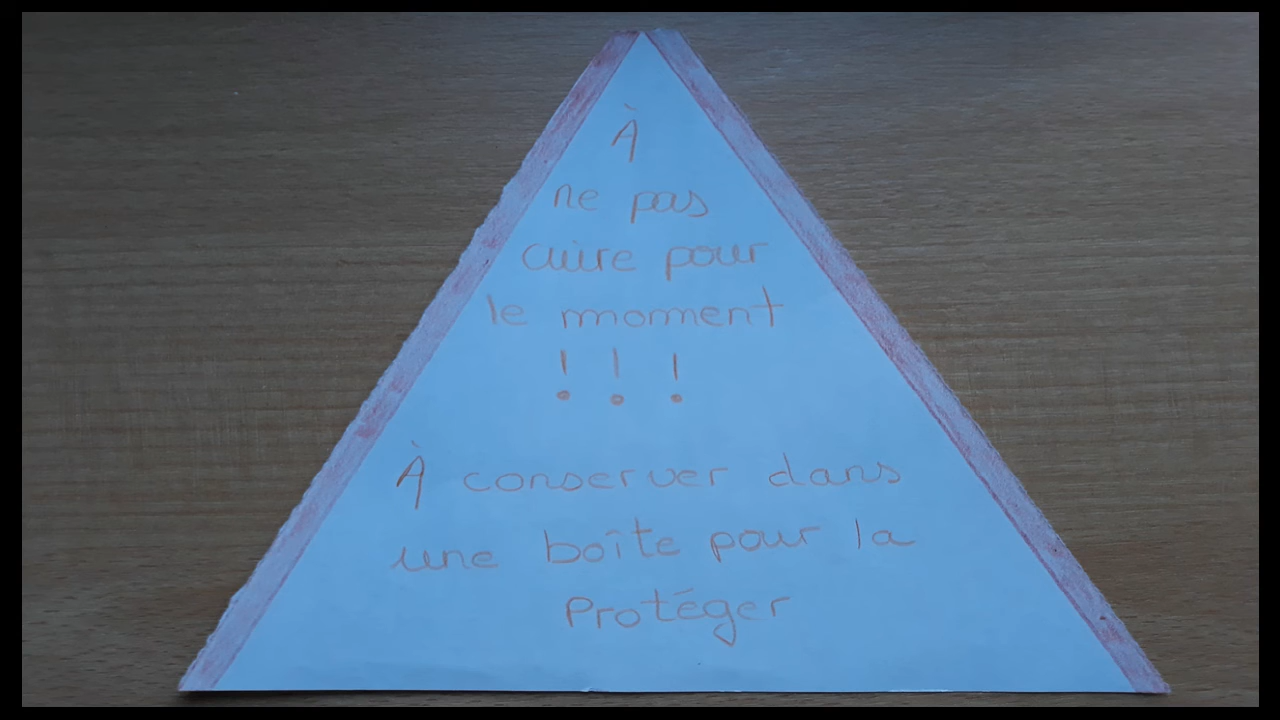 À
ne pas
cuire pour
le moment
! ! !
À conserver dans
une boîte pour la
Protéger